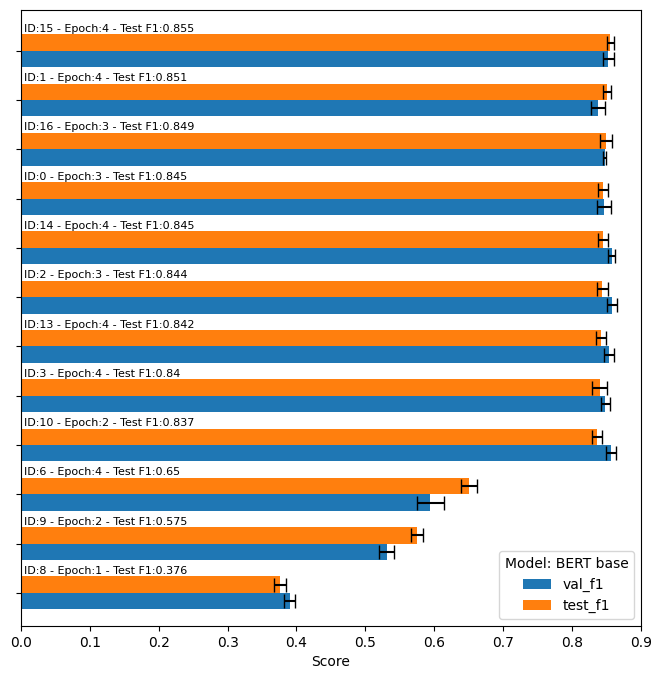 ID:15 - Epoch:4 - Test F1:0.855
ID:1 - Epoch:4 - Test F1:0.851
ID:16 - Epoch:3 - Test F1:0.849
ID:0 - Epoch:3 - Test F1:0.845
ID:14 - Epoch:4 - Test F1:0.845
ID:2 - Epoch:3 - Test F1:0.844
ID:13 - Epoch:4 - Test F1:0.842
ID:3 - Epoch:4 - Test F1:0.84
ID:10 - Epoch:2 - Test F1:0.837
ID:6 - Epoch:4 - Test F1:0.65
ID:9 - Epoch:2 - Test F1:0.575
ID:8 - Epoch:1 - Test F1:0.376
Model: BERT base
val_f1
test_f1
0.0 0.1 0.2 0.3 0.4 0.5 0.6 0.7 0.8 0.9
Score